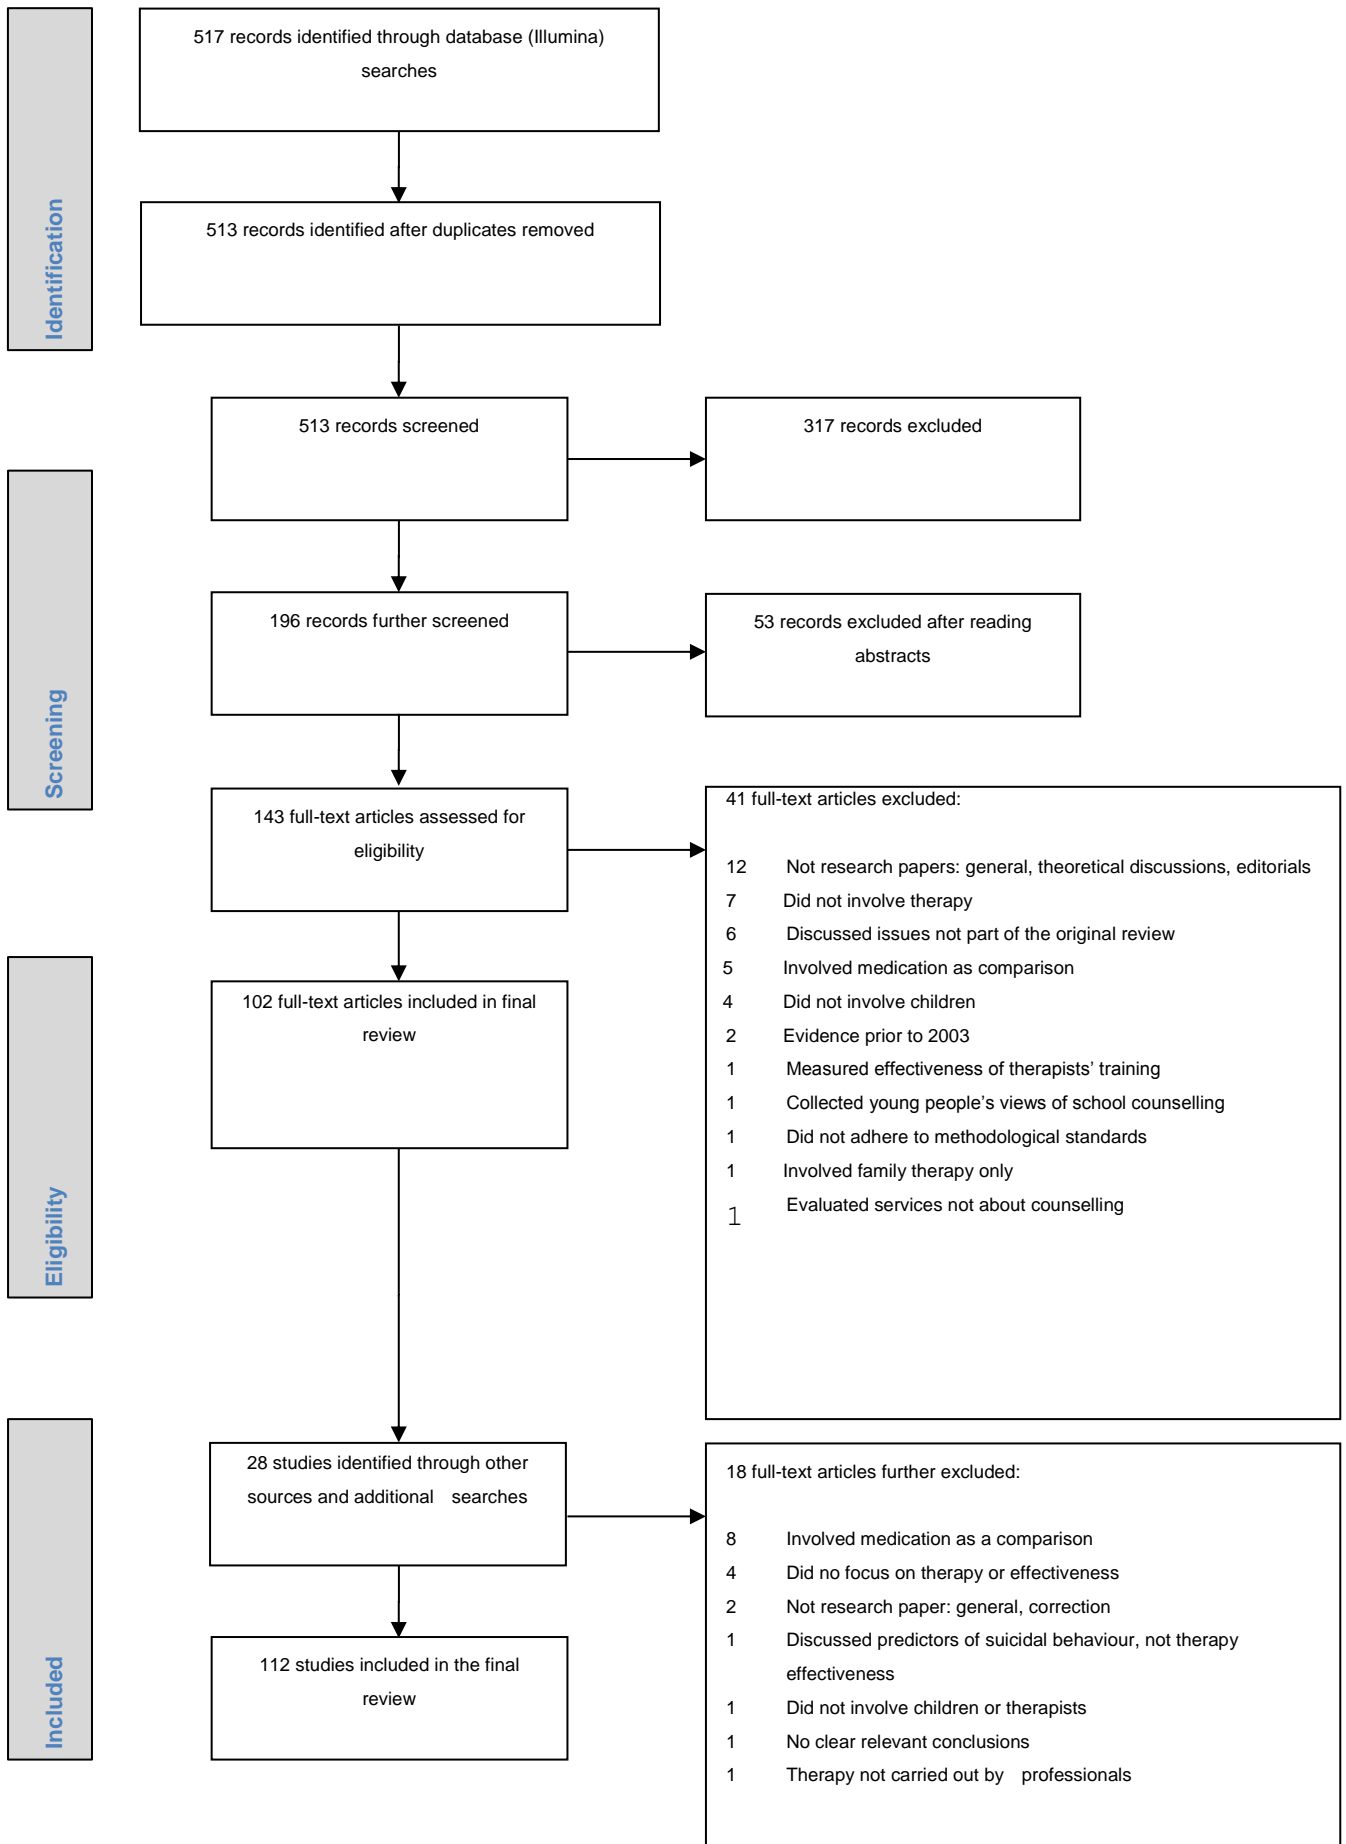 517 records identified through database (Illumina)
searches
513 records identified after duplicates removed
Identification
513 records screened
317 records excluded
196 records further screened
53 records excluded after reading
abstracts
Screening
143 full-text articles assessed for
eligibility
41 full-text articles excluded:
12 Not research papers: general, theoretical discussions, editorials
7 Did not involve therapy
6 Discussed issues not part of the original review
5 Involved medication as comparison
4 Did not involve children
2 Evidence prior to 2003
1 Measured effectiveness of therapists’ training
1 Collected young people’s views of school counselling
1 Did not adhere to methodological standards
1 Involved family therapy only
1 Evaluated services not about counselling
102 full-text articles included in final
review
Eligibility
28 studies identified through other
sources and additional searches
18 full-text articles further excluded:
8 Involved medication as a comparison
4 Did no focus on therapy or effectiveness
2 Not research paper: general, correction
1 Discussed predictors of suicidal behaviour, not therapy
effectiveness
1 Did not involve children or therapists
1 No clear relevant conclusions
1 Therapy not carried out by professionals
112 studies included in the final
review
Included